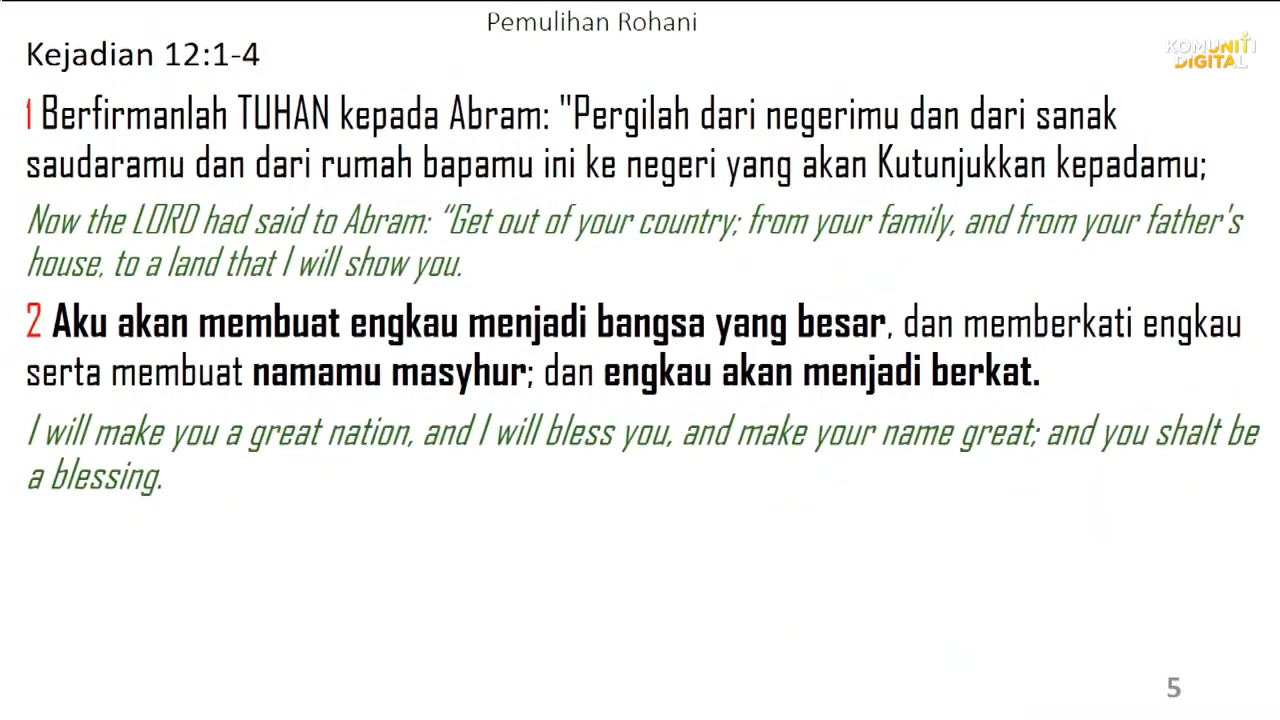 Pemulihan Rohani
KOMUNITI
DIGITAL
Kejadian 12:1-4
1 Berfirmanlah TUHAN kepada Abram: "Pergilah dari negerimu dan dari sanak
saudaramu dan dari rumah bapamu ini ke negeri yang akan Kutunjukkan kepadamu;
Now the LORD had said to Abram: “Get out of your country; from your family, and from your father's
house, to a land that I will show you.
2 Aku akan membuat engkau menjadi bangsa yang besar, dan memberkati engkau
serta membuat namamu masyhur; dan engkau akan menjadi berkat.
I will make you a great nation, and I will bless you, and make your name great; and you shalt be
a blessing.
5